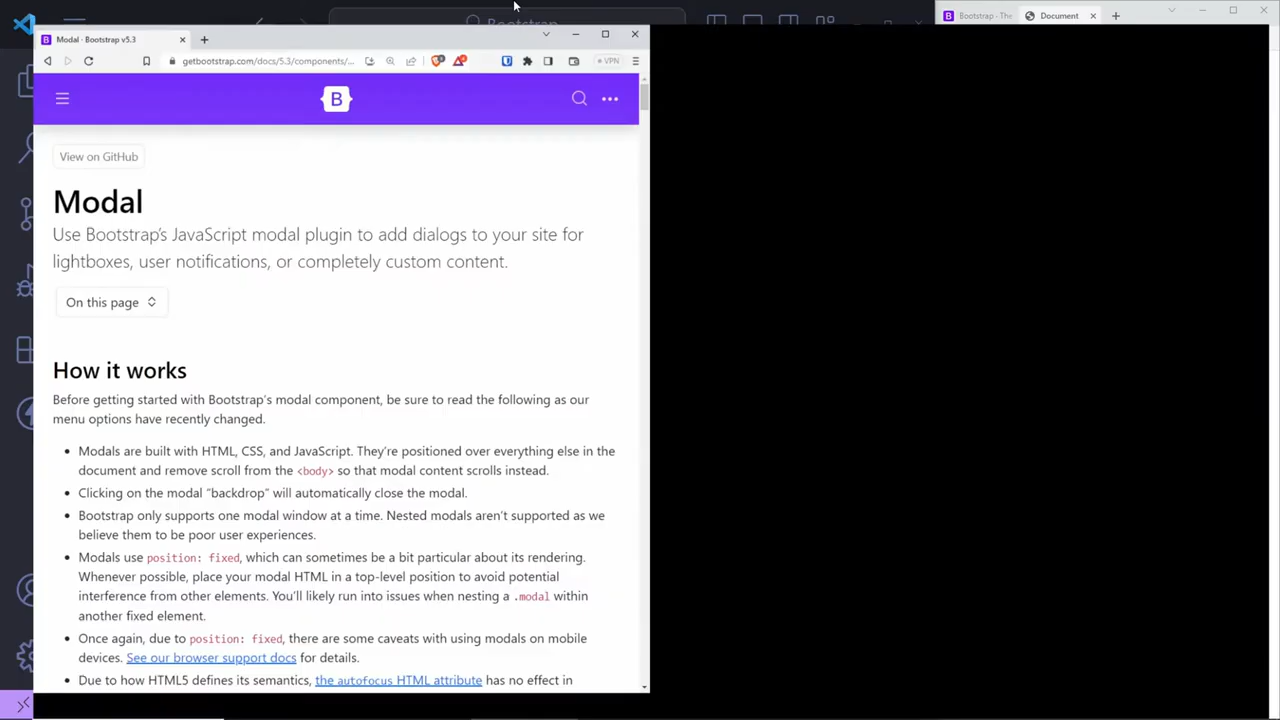 Bootstrap
Bootstrap - The
Document
Modal · Bootstrap v5.3
getbootstrap.com/docs/5.3/components/...
VPN
B
View on GitHub
Modal
Use Bootstrap's JavaScript modal plugin to add dialogs to your site for
lightboxes, user notifications, or completely custom content.
On this page
How it works
Before getting started with Bootstrap's modal component, be sure to read the following as our
menu options have recently changed.
• Modals are built with HTML, CSS, and JavaScript. They're positioned over everything else in the
document and remove scroll from the <body> so that modal content scrolls instead.
• Clicking on the modal "backdrop" will automatically close the modal.
• Bootstrap only supports one modal window at a time. Nested modals aren't supported as we
believe them to be poor user experiences.
• Modals use position: fixed, which can sometimes be a bit particular about its rendering.
Whenever possible, place your modal HTML in a top-level position to avoid potential
interference from other elements. You'll likely run into issues when nesting a .modal within
another fixed element.
• Once again, due to position: fixed, there are some caveats with using modals on mobile
devices. See our browser support docs for details.
• Due to how HTML5 defines its semantics, the autofocus HTML attribute has no effect in